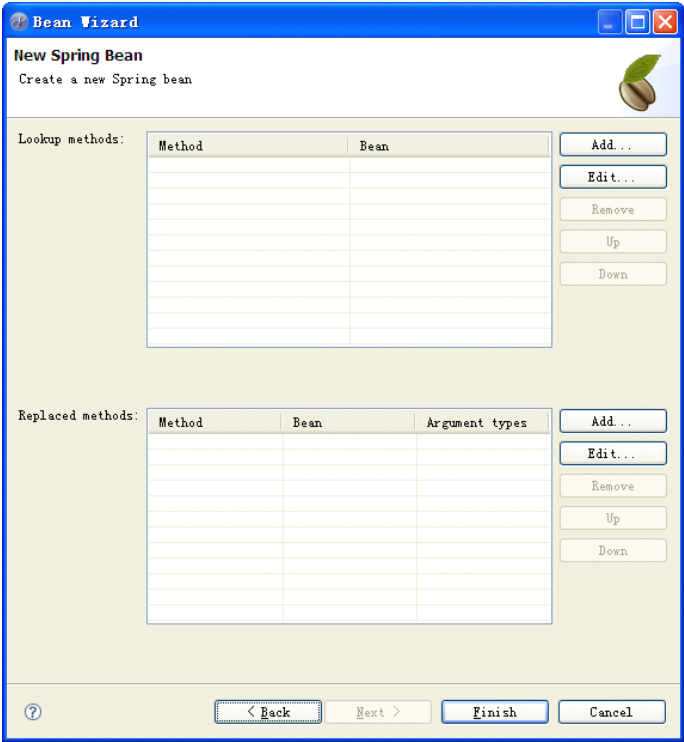 Bean Wizard
New Spring Bean
Create a new Spring bean
Lookup methods:
Method Bean
Add...
Edit...
Remove
Up
Down
Replaced methods:
Method Bean Argument types
Add...
Edit...
Remove
Up
Down
?
< Back Next > Finish Cancel